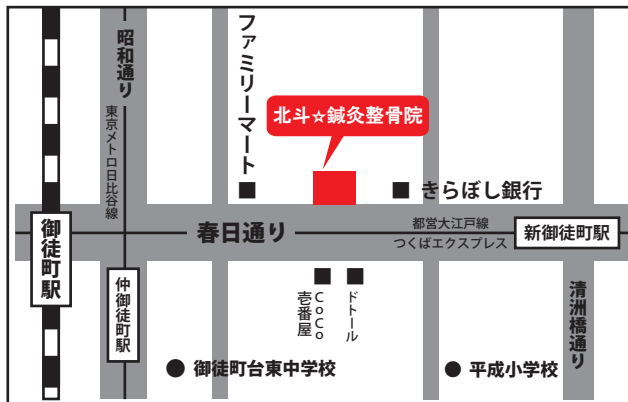 昭和通り
東京メトロ日比谷線
ファミリーマート
北斗☆鍼灸整骨院
きらぼし銀行
御徒町駅
春日通り
都営大江戸線
つくばエクスプレス
新御徒町駅
仲御徒町駅
CoCo
壱番屋
ドトール
清洲橋通り
御徒町台東中学校
平成小学校